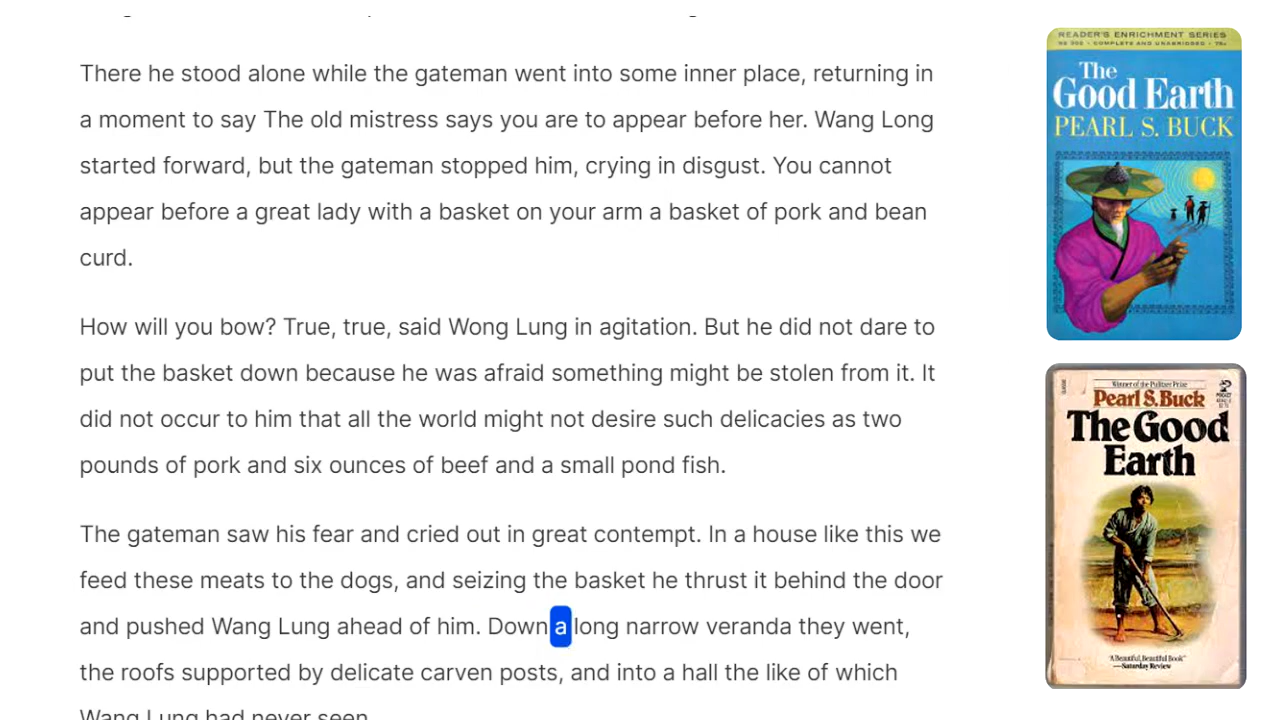 There he stood alone while the gateman went into some inner place, returning in
a moment to say The old mistress says you are to appear before her. Wang Long
started forward, but the gateman stopped him, crying in disgust. You cannot
appear before a great lady with a basket on your arm a basket of pork and bean
curd.
How will you bow? True, true, said Wong Lung in agitation. But he did not dare to
put the basket down because he was afraid something might be stolen from it. It
did not occur to him that all the world might not desire such delicacies as two
pounds of pork and six ounces of beef and a small pond fish.
The gateman saw his fear and cried out in great contempt. In a house like this we
feed these meats to the dogs, and seizing the basket he thrust it behind the door
and pushed Wang Lung ahead of him. Down a long narrow veranda they went,
the roofs supported by delicate carven posts, and into a hall the like of which
Wang Lung had never seen.
READER'S ENRICHMENT SERIES
COMPLETE AND UNABRIDGED
The
Good Earth
PEARL S. BUCK
Winner of the Pulitzer Prize
Pearl S. Buck
The Good
Earth
"A Beautiful, Beautiful Book"
—Saturday Review